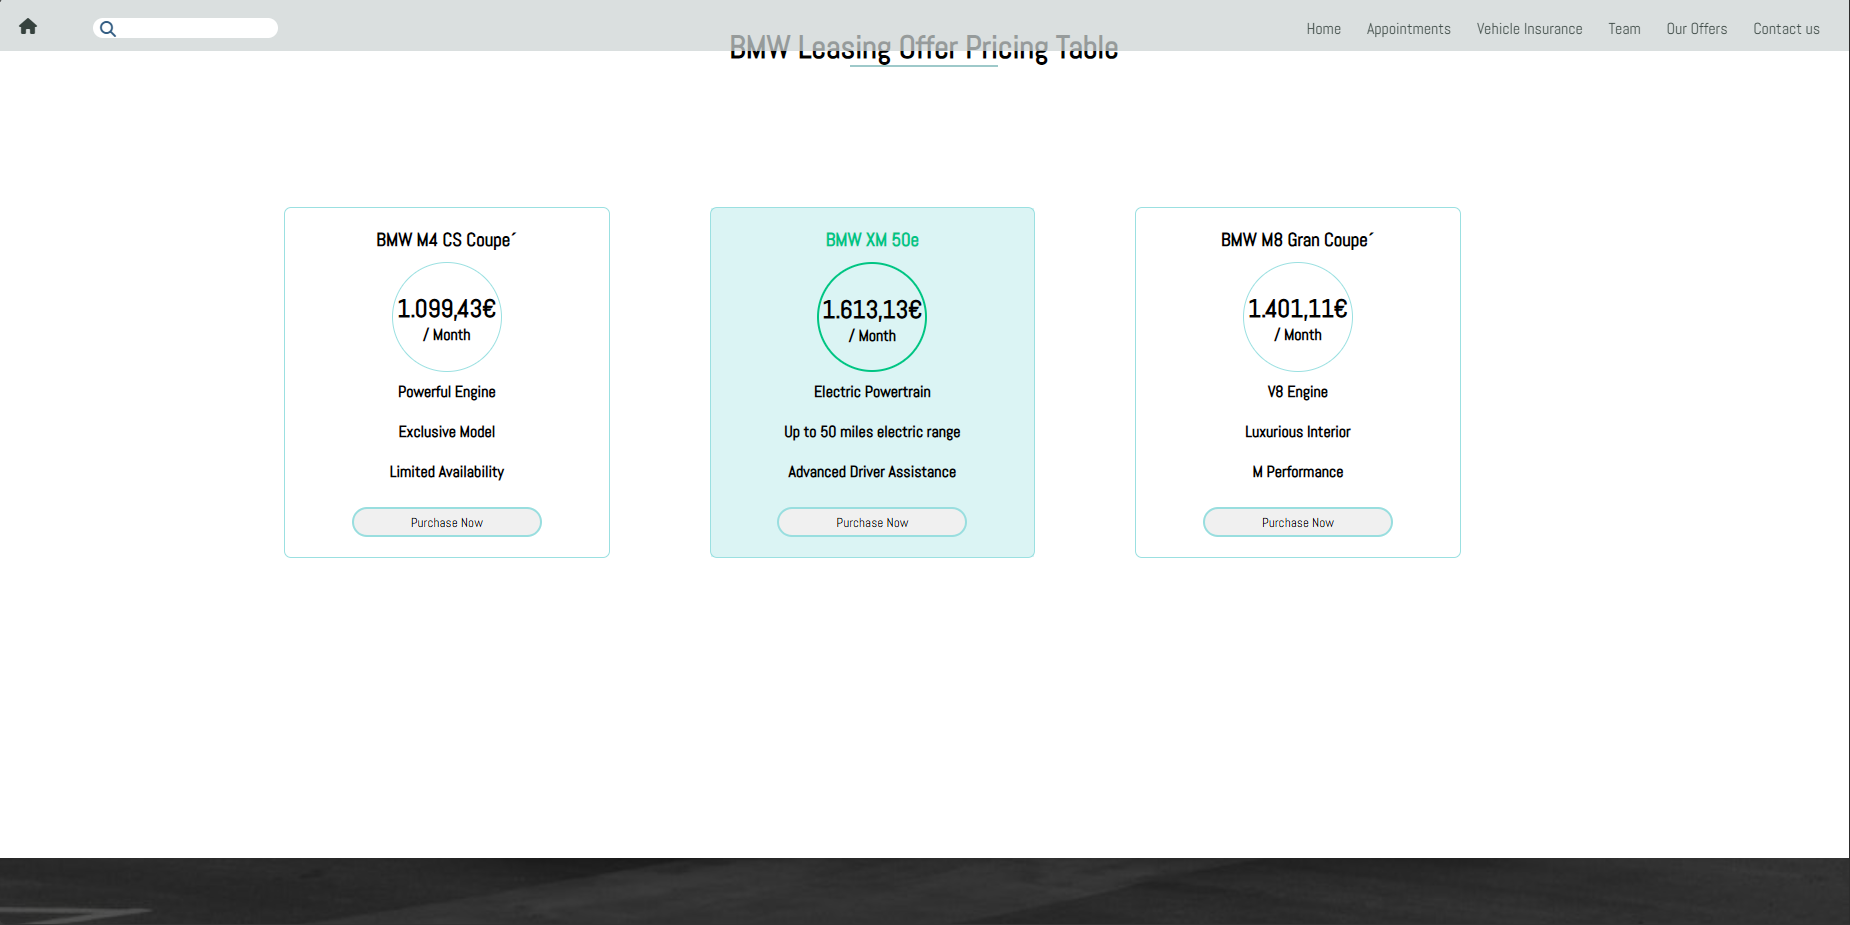 Home Appointments Vehicle Insurance Team Our Offers Contact us
BMW Leasing Offer Pricing Table
BMW M4 CS Coupe´
1.099,43€
/ Month
Powerful Engine
Exclusive Model
Limited Availability
Purchase Now
BMW XM 50e
1.613,13€
/ Month
Electric Powertrain
Up to 50 miles electric range
Advanced Driver Assistance
Purchase Now
BMW M8 Gran Coupe´
1.401,11€
/ Month
V8 Engine
Luxurious Interior
M Performance
Purchase Now